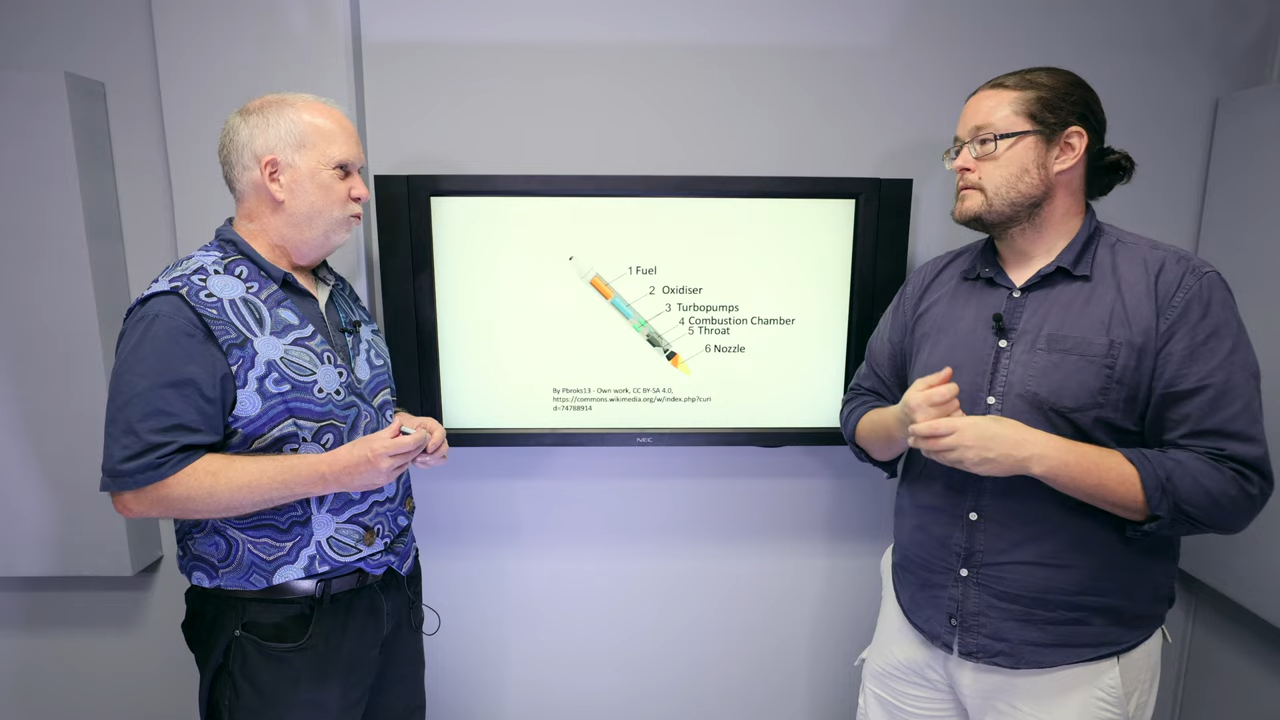 1 Fuel
2 Oxidiser
3 Turbopumps
4 Combustion Chamber
5 Throat
6 Nozzle
By Pbroks13 - Own work, CC BY-SA 4.0,
https://commons.wikimedia.org/w/index.php?curi
d=74788914
NEC